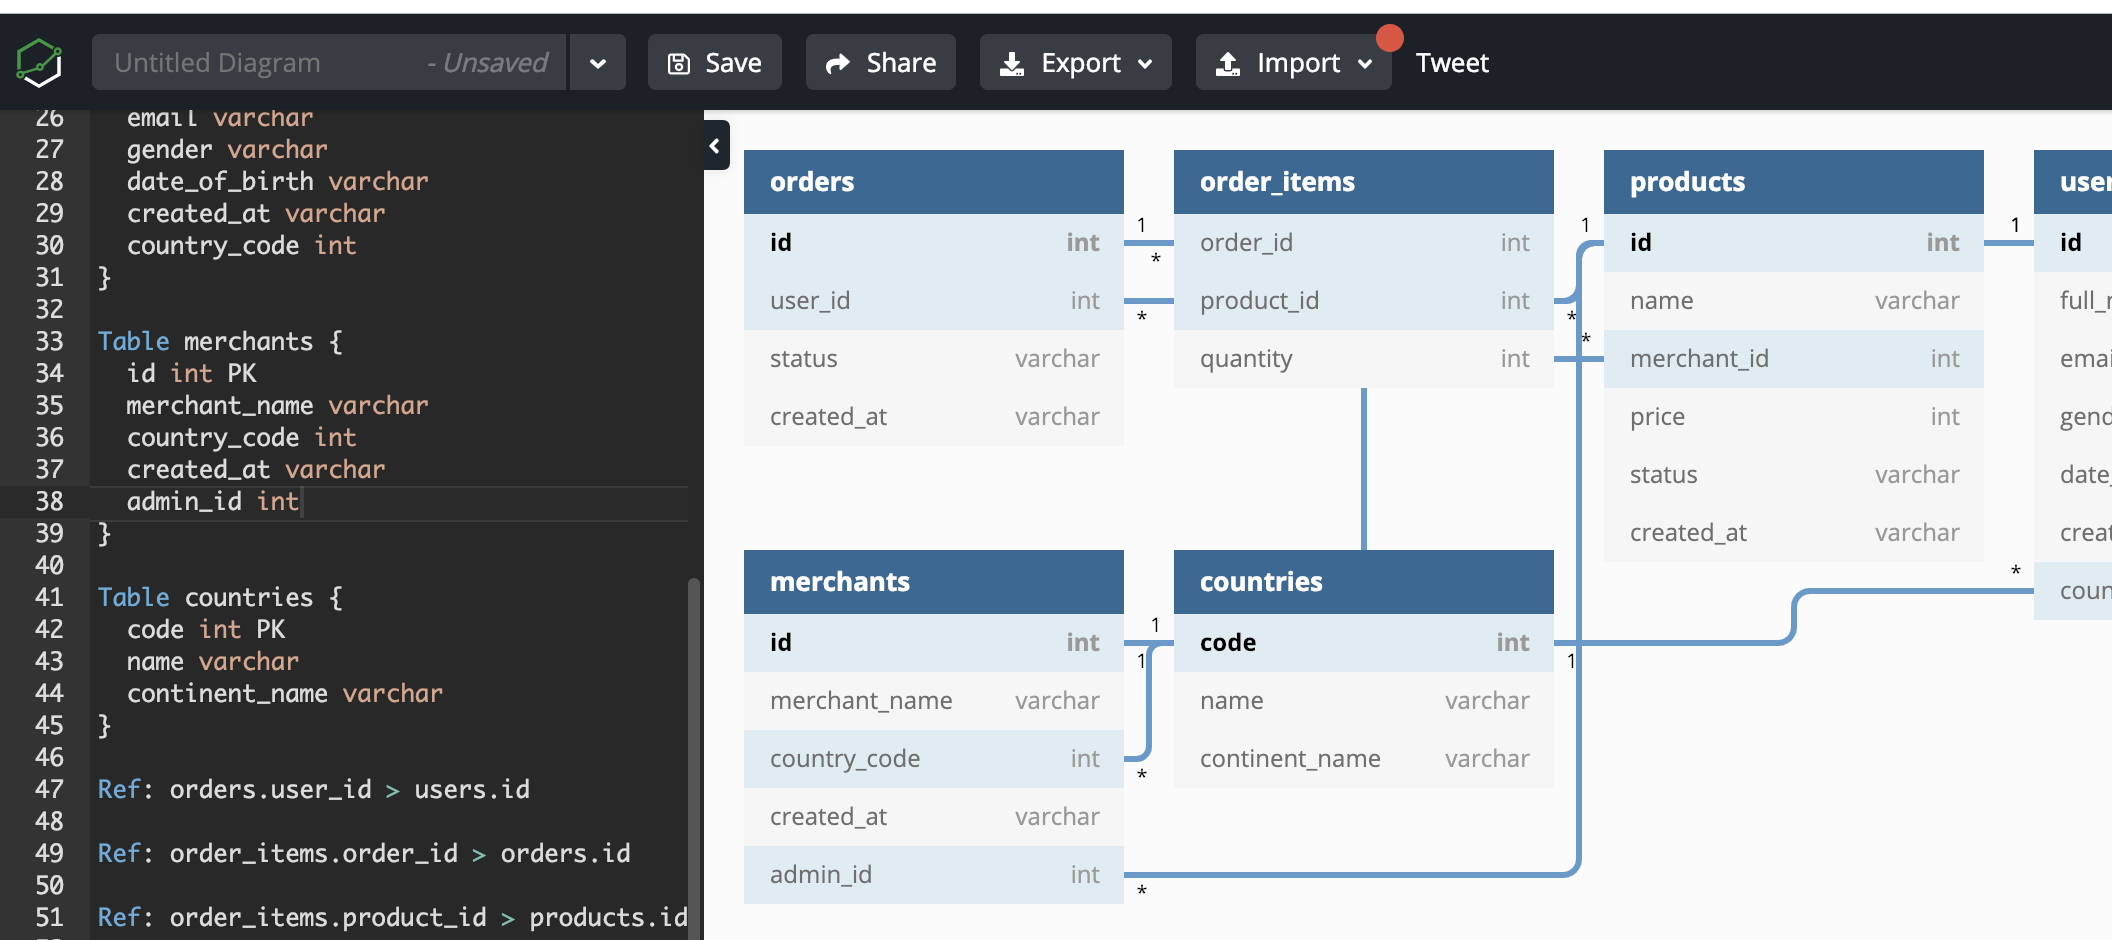 Untitled Diagram - Unsaved Save Share Export Import Tweet
26 email varchar
27 gender varchar
28 date_of_birth varchar
29 created_at varchar
30 country_code int
31 }
32
33 Table merchants {
34 id int PK
35 merchant_name varchar
36 country_code int
37 created_at varchar
38 admin_id int
39 }
40
41 Table countries {
42 code int PK
43 name varchar
44 continent_name varchar
45 }
46
47 Ref: orders.user_id > users.id
48
49 Ref: order_items.order_id > orders.id
50
51 Ref: order_items.product_id > products.id
orders
id int
user_id int
status varchar
created_at varchar
1
*
*
order_items
order_id int
product_id int
quantity int
1
*
*
products
id int
name varchar
merchant_id int
price int
status varchar
created_at varchar
1
*
user
id
full_
emai
gend
date_
creat
coun
merchants
id int
merchant_name varchar
country_code int
created_at varchar
admin_id int
1
1
*
*
countries
code int
name varchar
continent_name varchar
1